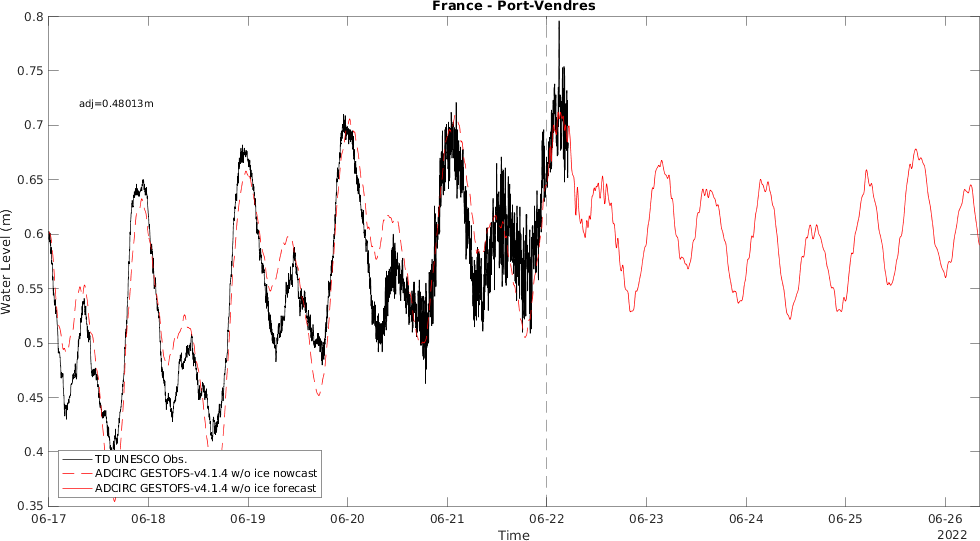 France - Port-Vendres
0.8
0.75
0.7
0.65
0.6
0.55
0.5
0.45
0.4
0.35
Water Level (m)
adj=0.48013m
TD UNESCO Obs.
ADCIRC GESTOFS-v4.1.4 w/o ice nowcast
ADCIRC GESTOFS-v4.1.4 w/o ice forecast
06-17 06-18 06-19 06-20 06-21 06-22 06-23 06-24 06-25 06-26
Time
2022